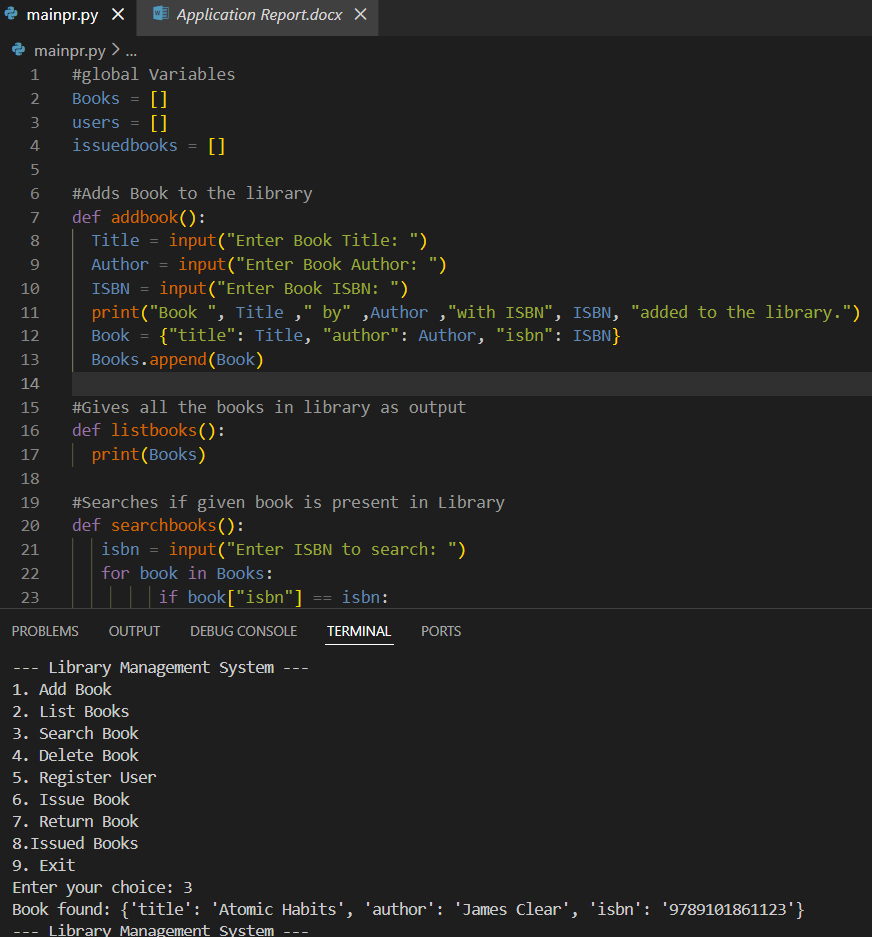 mainpr.py Application Report.docx
mainpr.py > ...
1 #global Variables
2 Books = []
3 users = []
4 issuedbooks = []
5
6 #Adds Book to the library
7 def addbook():
8 Title = input("Enter Book Title: ")
9 Author = input("Enter Book Author: ")
10 ISBN = input("Enter Book ISBN: ")
11 print("Book ", Title ," by" ,Author ,"with ISBN", ISBN, "added to the library.")
12 Book = {"title": Title, "author": Author, "isbn": ISBN}
13 Books.append(Book)
14
15 #Gives all the books in library as output
16 def listbooks():
17 print(Books)
18
19 #Searches if given book is present in Library
20 def searchbooks():
21 isbn = input("Enter ISBN to search: ")
22 for book in Books:
23 if book["isbn"] == isbn:
PROBLEMS OUTPUT DEBUG CONSOLE TERMINAL PORTS
--- Library Management System ---
1. Add Book
2. List Books
3. Search Book
4. Delete Book
5. Register User
6. Issue Book
7. Return Book
8.Issued Books
9. Exit
Enter your choice: 3
Book found: {'title': 'Atomic Habits', 'author': 'James Clear', 'isbn': '9789101861123'}
--- Library Management System ---